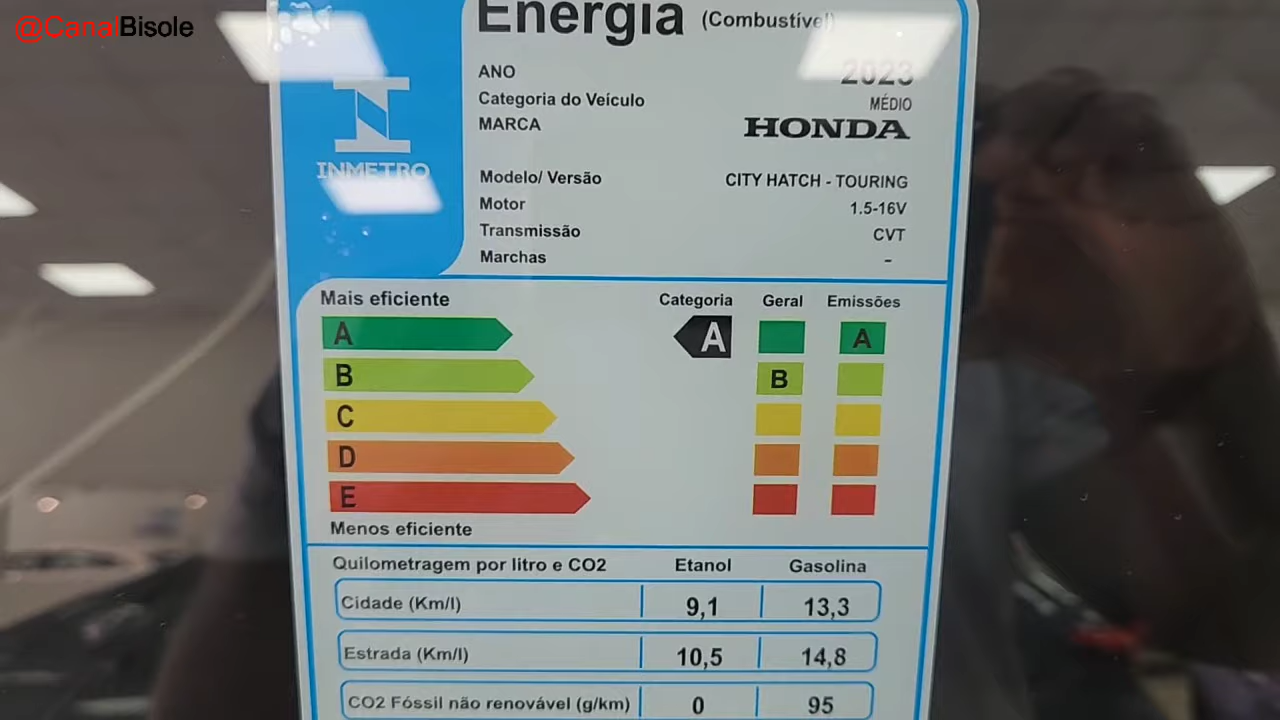 @CanalBisole
Energia (Combustível)
ANO 2023
Categoria do Veículo MÉDIO
MARCA HONDA
INMETRO
Modelo/ Versão CITY HATCH - TOURING
Motor 1.5-16V
Transmissão CVT
Marchas -
Mais eficiente Categoria Geral Emissões
A A A
B B
C
D
E
Menos eficiente
Quilometragem por litro e CO2 Etanol Gasolina
Cidade (Km/l) 9,1 13,3
Estrada (Km/l) 10,5 14,8
CO2 Fóssil não renovável (g/km) 0 95